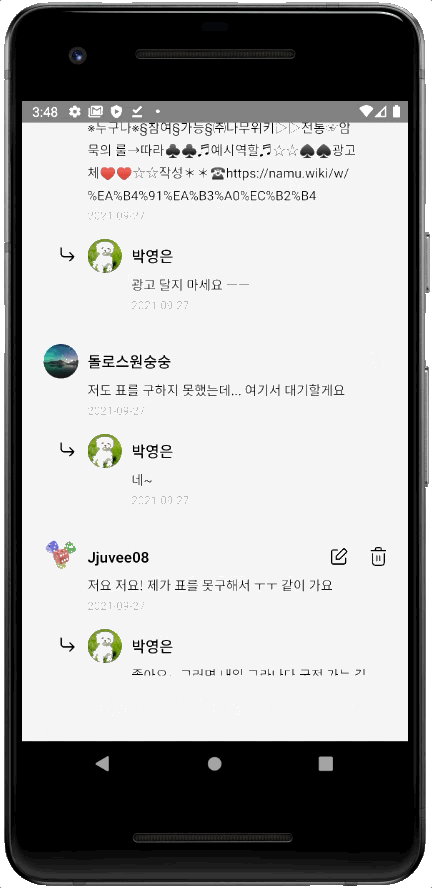 3:48
※누구나※§참여§가능§㈜나무위키▷▷전통☜암
묵의 룰→따라♣♣♬예시역할♬☆☆♠♠광고
체♥♥☆☆작성＊＊☎https://namu.wiki/w/
%EA%B4%91%EA%B3%A0%EC%B2%B4
2021-09-27
박영은
광고 달지 마세요 ㅡㅡ
2021-09-27
돌로스원숭숭
저도 표를 구하지 못했는데... 여기서 대기할게요
2021-09-27
박영은
네~
2021-09-27
Jjuvee08
저요 저요! 제가 표를 못구해서 ㅜㅜ 같이 가요
2021-09-27
박영은